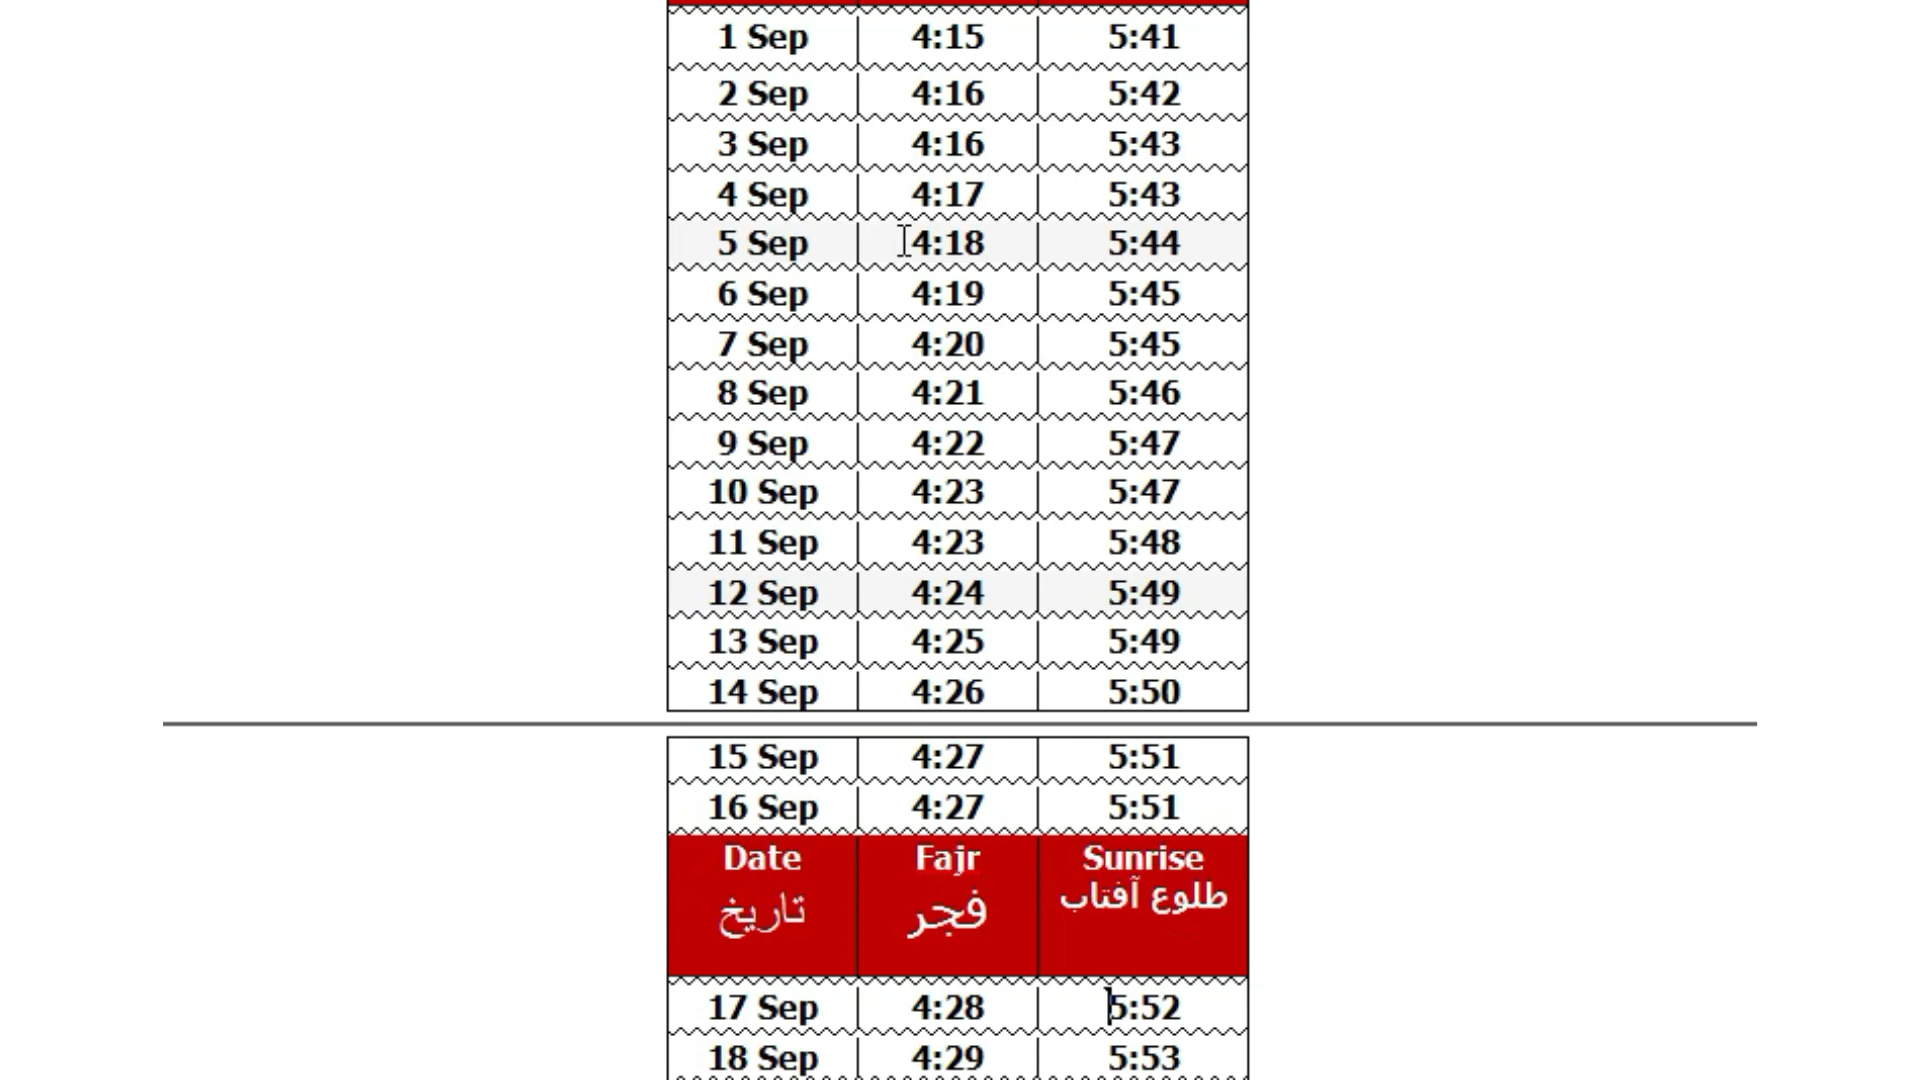 1 Sep 4:15 5:41
2 Sep 4:16 5:42
3 Sep 4:16 5:43
4 Sep 4:17 5:43
5 Sep 4:18 5:44
6 Sep 4:19 5:45
7 Sep 4:20 5:45
8 Sep 4:21 5:46
9 Sep 4:22 5:47
10 Sep 4:23 5:47
11 Sep 4:23 5:48
12 Sep 4:24 5:49
13 Sep 4:25 5:49
14 Sep 4:26 5:50
15 Sep 4:27 5:51
16 Sep 4:27 5:51
Date Fajr Sunrise
تاریخ فجر طلوع آفتاب
17 Sep 4:28 5:52
18 Sep 4:29 5:53